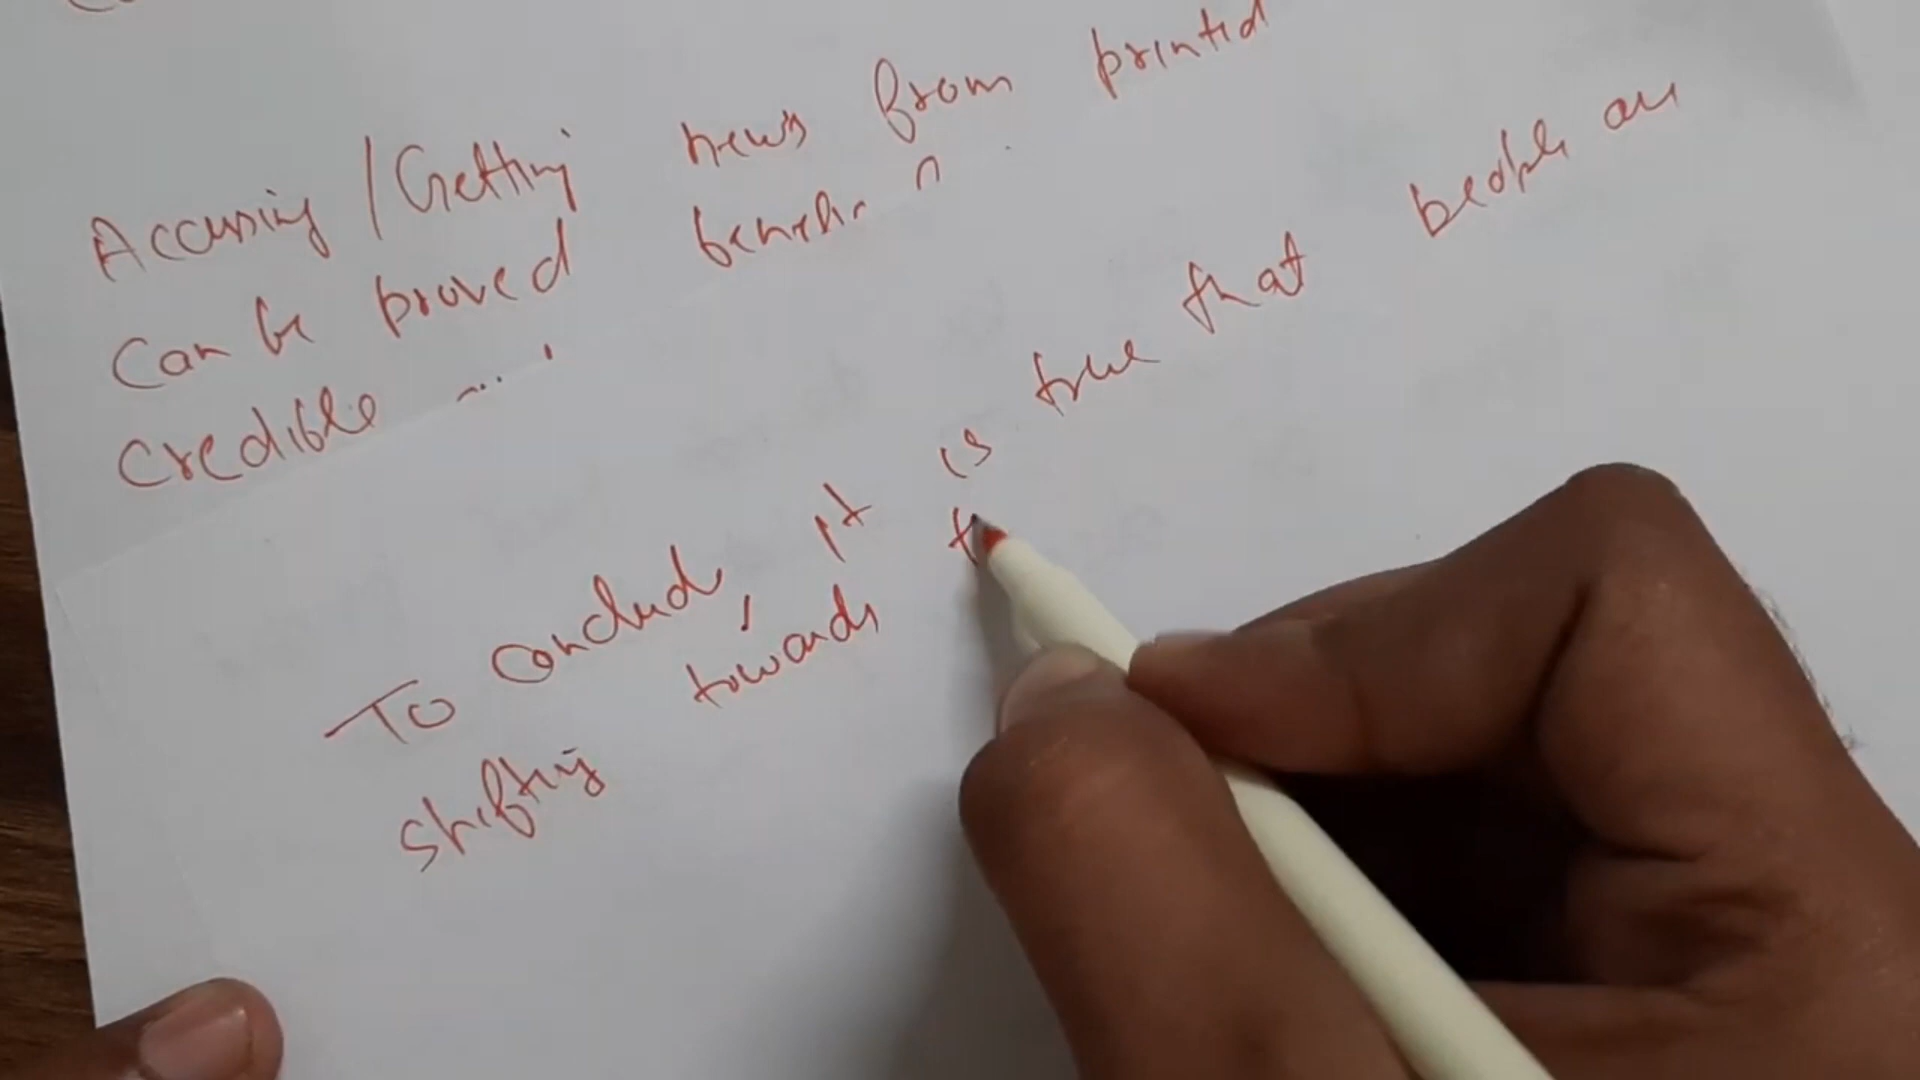 Accessing / Getting news from printed
can be proved
credible ....
To conclude, it is true that people are
shifting towards t